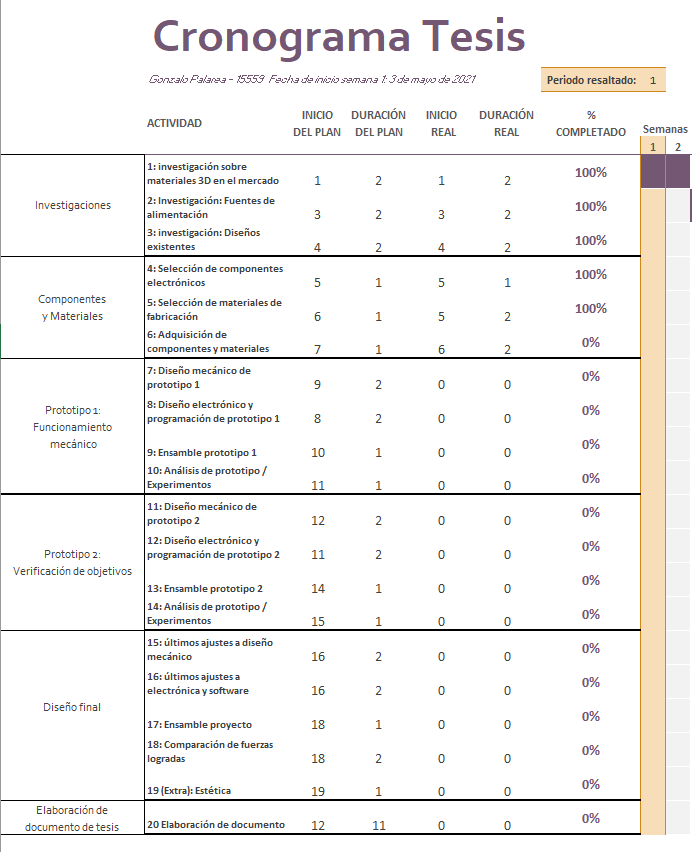 Cronograma Tesis
Gonzalo Palarea - 15559 Fecha de inicio semana 1: 3 de mayo de 2021
Periodo resaltado: 1
ACTIVIDAD
INICIO
DEL PLAN
DURACIÓN
DEL PLAN
INICIO
REAL
DURACIÓN
REAL
%
COMPLETADO
Semanas
1 2
Investigaciones
1: investigación sobre
materiales 3D en el mercado 1 2 1 2 100%
2: Investigación: Fuentes de
alimentación 3 2 3 2 100%
3: investigación: Diseños
existentes 4 2 4 2 100%
Componentes
y Materiales
4: Selección de componentes
electrónicos 5 1 5 1 100%
5: Selección de materiales de
fabricación 6 1 5 2 100%
6: Adquisición de
componentes y materiales 7 1 6 2 0%
Prototipo 1:
Funcionamiento
mecánico
7: Diseño mecánico de
prototipo 1 9 2 0 0 0%
8: Diseño electrónico y
programación de prototipo 1 8 2 0 0 0%
9: Ensamble prototipo 1 10 1 0 0 0%
10: Análisis de prototipo /
Experimentos 11 1 0 0 0%
Prototipo 2:
Verificación de objetivos
11: Diseño mecánico de
prototipo 2 12 2 0 0 0%
12: Diseño electrónico y
programación de prototipo 2 11 2 0 0 0%
13: Ensamble prototipo 2 14 1 0 0 0%
14: Análisis de prototipo /
Experimentos 15 1 0 0 0%
Diseño final
15: últimos ajustes a diseño
mecánico 16 2 0 0 0%
16: últimos ajustes a
electrónica y software 16 2 0 0 0%
17: Ensamble proyecto 18 1 0 0 0%
18: Comparación de fuerzas
logradas 18 2 0 0 0%
19 (Extra): Estética 19 1 0 0 0%
Elaboración de
documento de tesis
20 Elaboración de documento 12 11 0 0 0%